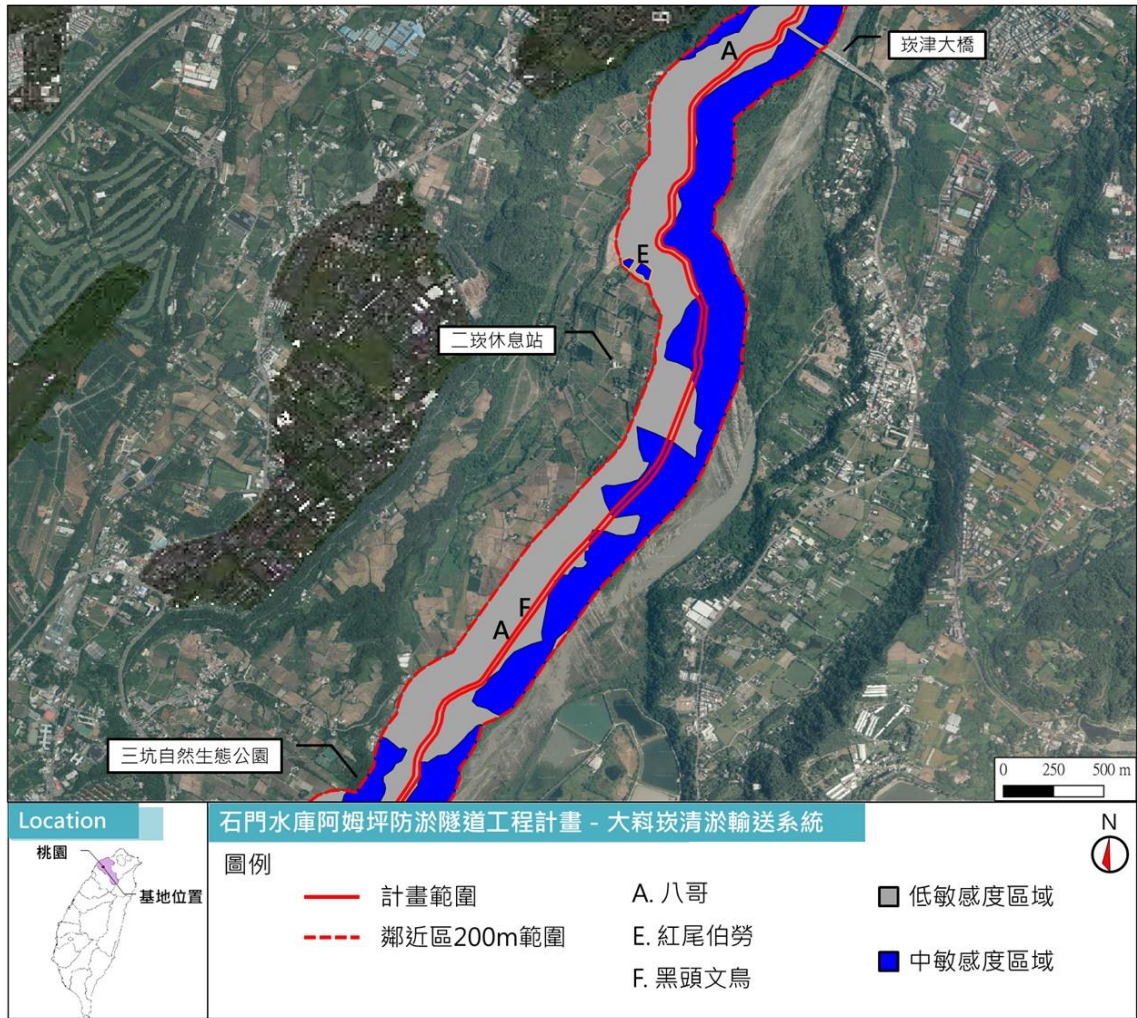 A
崁津大橋
E
二崁休息站
F
A
三坑自然生態公園
0 250 500 m
Location
桃園
基地位置
石門水庫阿姆坪防淤隧道工程計畫 - 大嵙崁清淤輸送系統
N
圖例
計畫範圍
鄰近區200m範圍
A. 八哥
E. 紅尾伯勞
F. 黑頭文鳥
低敏感度區域
中敏感度區域